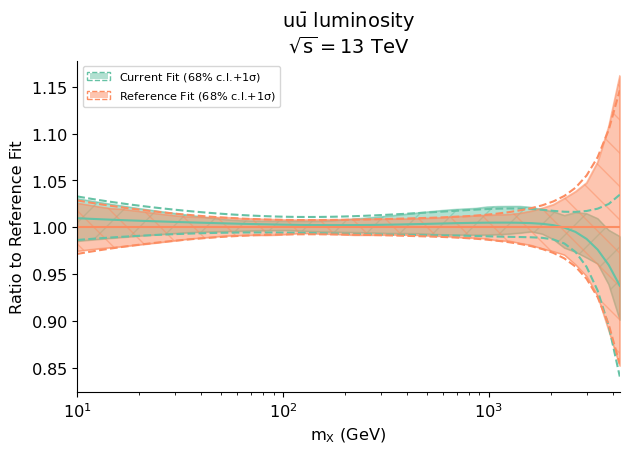 uū luminosity
√s = 13 TeV
Current Fit (68% c.l.+1σ)
Reference Fit (68% c.l.+1σ)
Ratio to Reference Fit
1.15
1.10
1.05
1.00
0.95
0.90
0.85
10¹
10²
10³
m_X (GeV)